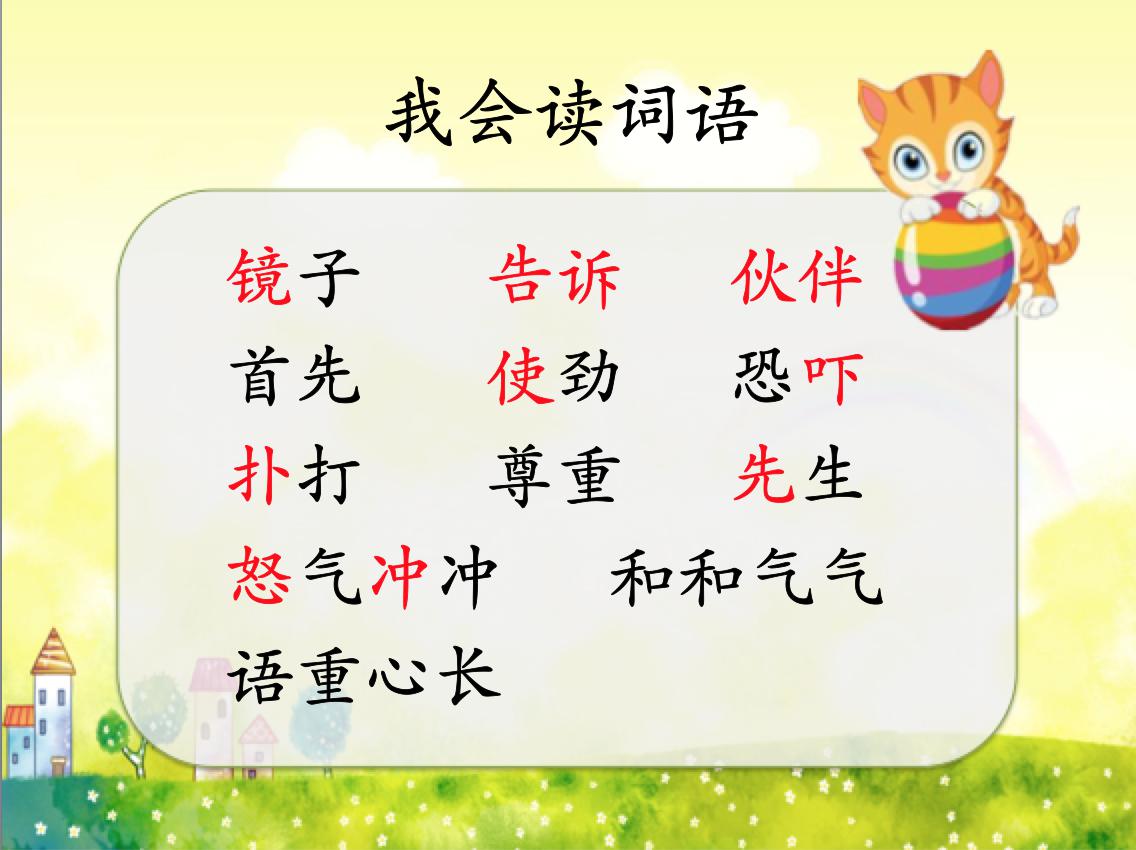 我会读词语
镜子 告诉 伙伴
首先 使劲 恐吓
扑打 尊重 先生
怒气冲冲 和和气气
语重心长